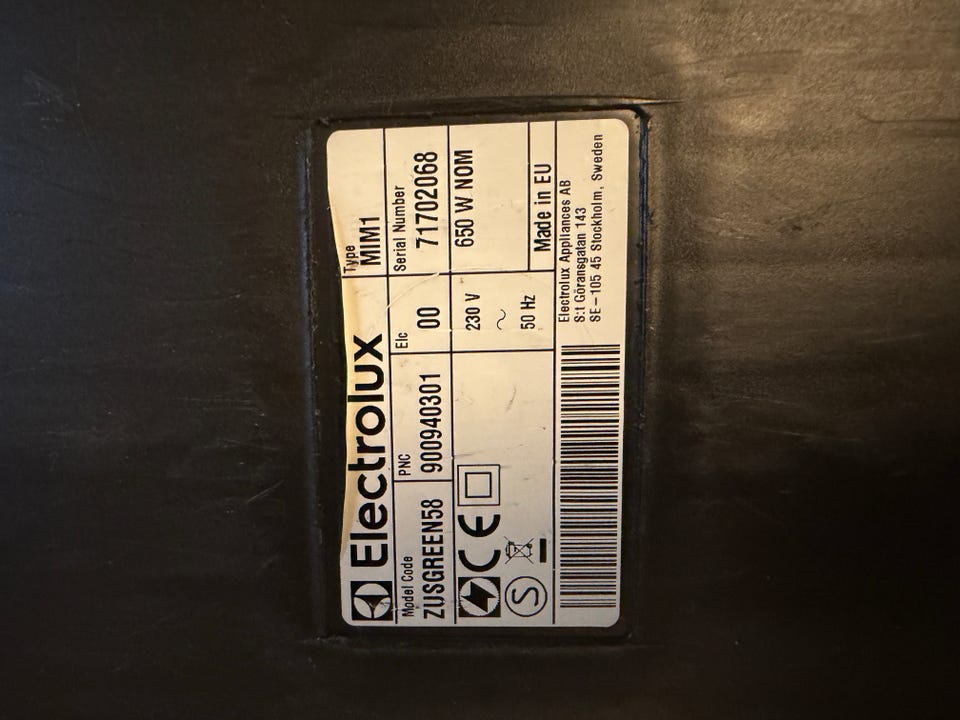 Electrolux
Type
MIM1
Model Code
ZUSGREEN58
PNC
900940301
Elc
00
Serial Number
71702068
230 V
~
50 Hz
650 W NOM
Made in EU
CE
S
Electrolux Appliances AB
S:t Göransgatan 143
SE-105 45 Stockholm, Sweden